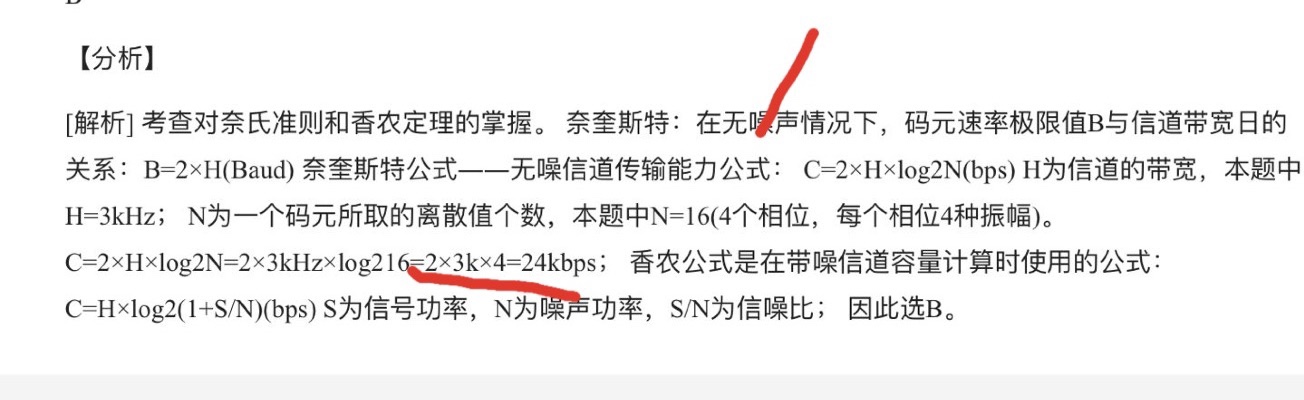 【分析】
[解析] 考查对奈氏准则和香农定理的掌握。 奈奎斯特：在无噪声情况下，码元速率极限值B与信道带宽日的
关系：B=2×H(Baud) 奈奎斯特公式——无噪信道传输能力公式： C=2×H×log2N(bps) H为信道的带宽，本题中
H=3kHz； N为一个码元所取的离散值个数，本题中N=16(4个相位，每个相位4种振幅)。
C=2×H×log2N=2×3kHz×log216=2×3k×4=24kbps； 香农公式是在带噪信道容量计算时使用的公式：
C=H×log2(1+S/N)(bps) S为信号功率，N为噪声功率，S/N为信噪比； 因此选B。